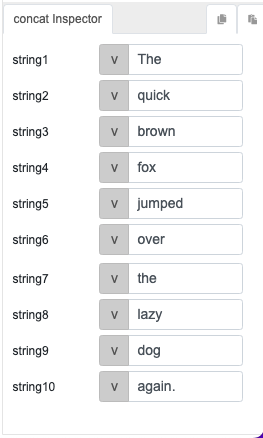 concat Inspector
string1 v The
string2 v quick
string3 v brown
string4 v fox
string5 v jumped
string6 v over
string7 v the
string8 v lazy
string9 v dog
string10 v again.